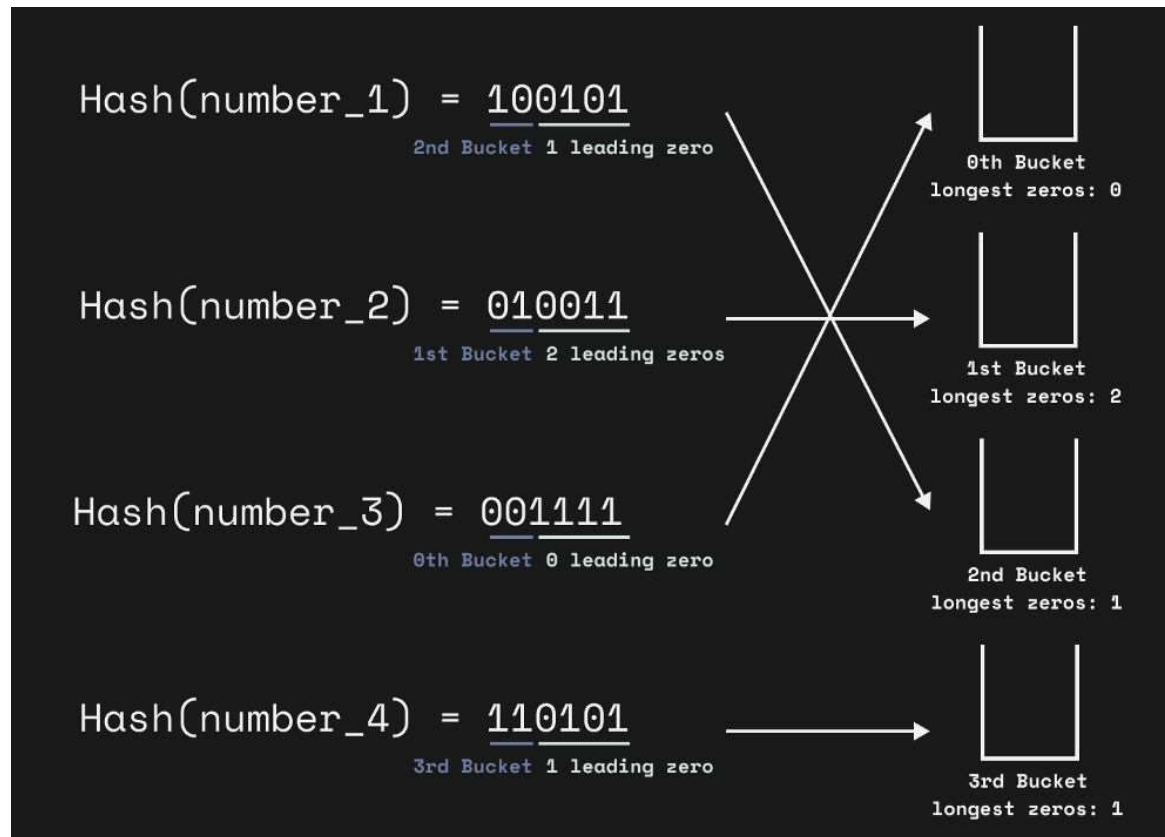 Hash(number_1) = 100101
2nd Bucket 1 leading zero
0th Bucket
longest zeros: 0
Hash(number_2) = 010011
1st Bucket 2 leading zeros
1st Bucket
longest zeros: 2
Hash(number_3) = 001111
0th Bucket 0 leading zero
2nd Bucket
longest zeros: 1
Hash(number_4) = 110101
3rd Bucket 1 leading zero
3rd Bucket
longest zeros: 1